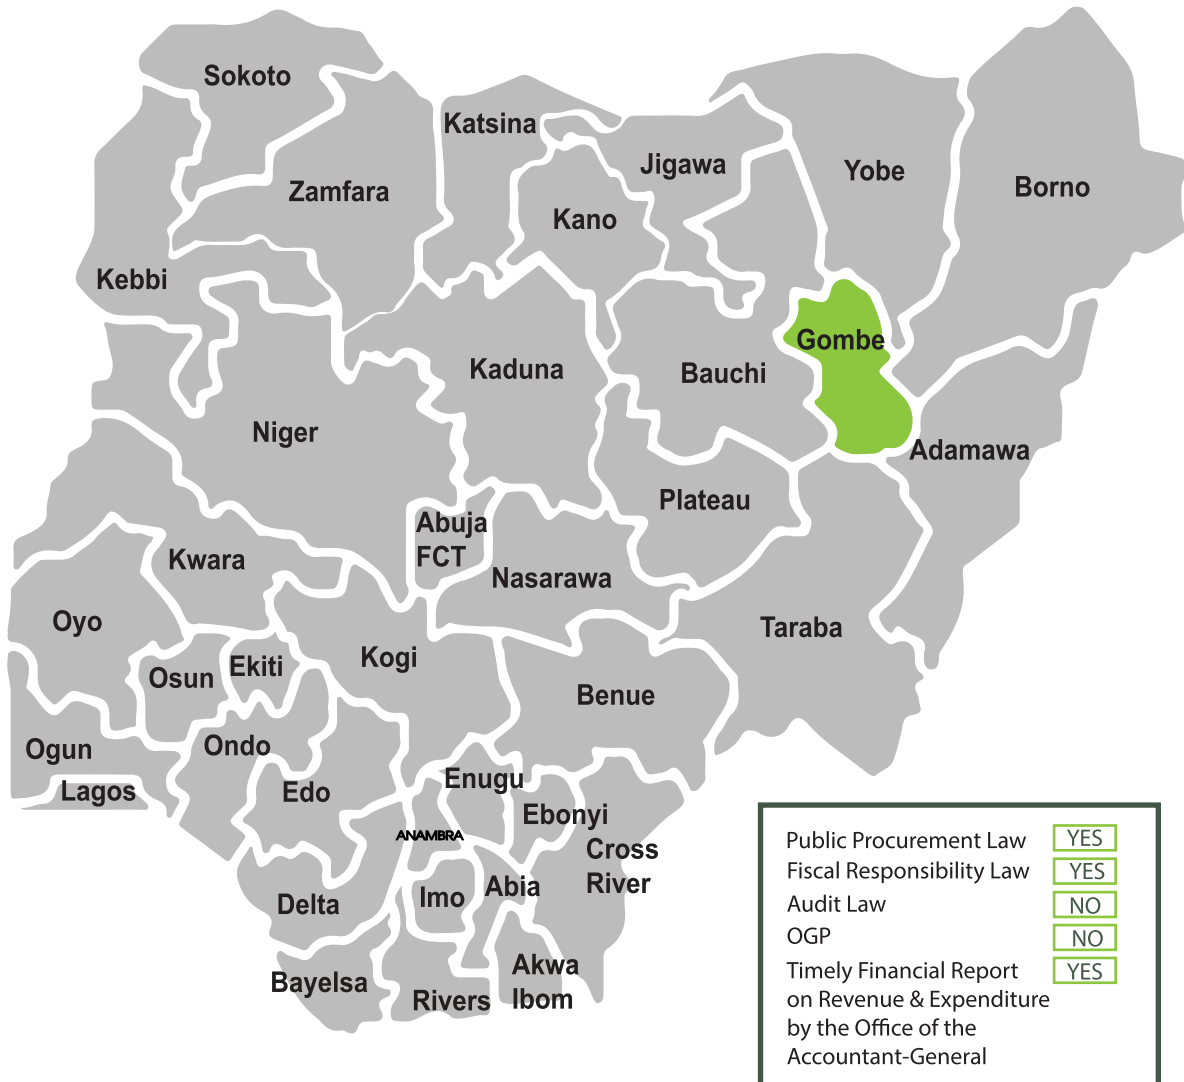 Sokoto
Katsina
Jigawa
Yobe
Borno
Zamfara
Kano
Kebbi
Gombe
Kaduna
Bauchi
Niger
Adamawa
Plateau
Abuja
FCT
Kwara
Nasarawa
Oyo
Taraba
Kogi
Ekiti
Osun
Benue
Ogun
Ondo
Lagos
Edo
Enugu
Ebonyi
ANAMBRA
Cross
River
Imo
Abia
Delta
Akwa
Ibom
Bayelsa
Rivers
Public Procurement Law YES
Fiscal Responsibility Law YES
Audit Law NO
OGP NO
Timely Financial Report YES
on Revenue & Expenditure
by the Office of the
Accountant-General